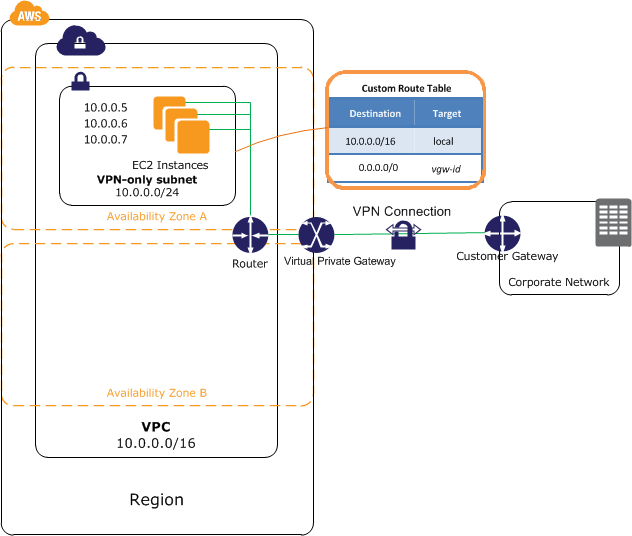 AWS
10.0.0.5
10.0.0.6
10.0.0.7
EC2 Instances
VPN-only subnet
10.0.0.0/24
Availability Zone A
Custom Route Table
Destination Target
10.0.0.0/16 local
0.0.0.0/0 vgw-id
Router
Virtual Private Gateway
VPN Connection
Customer Gateway
Corporate Network
Availability Zone B
VPC
10.0.0.0/16
Region